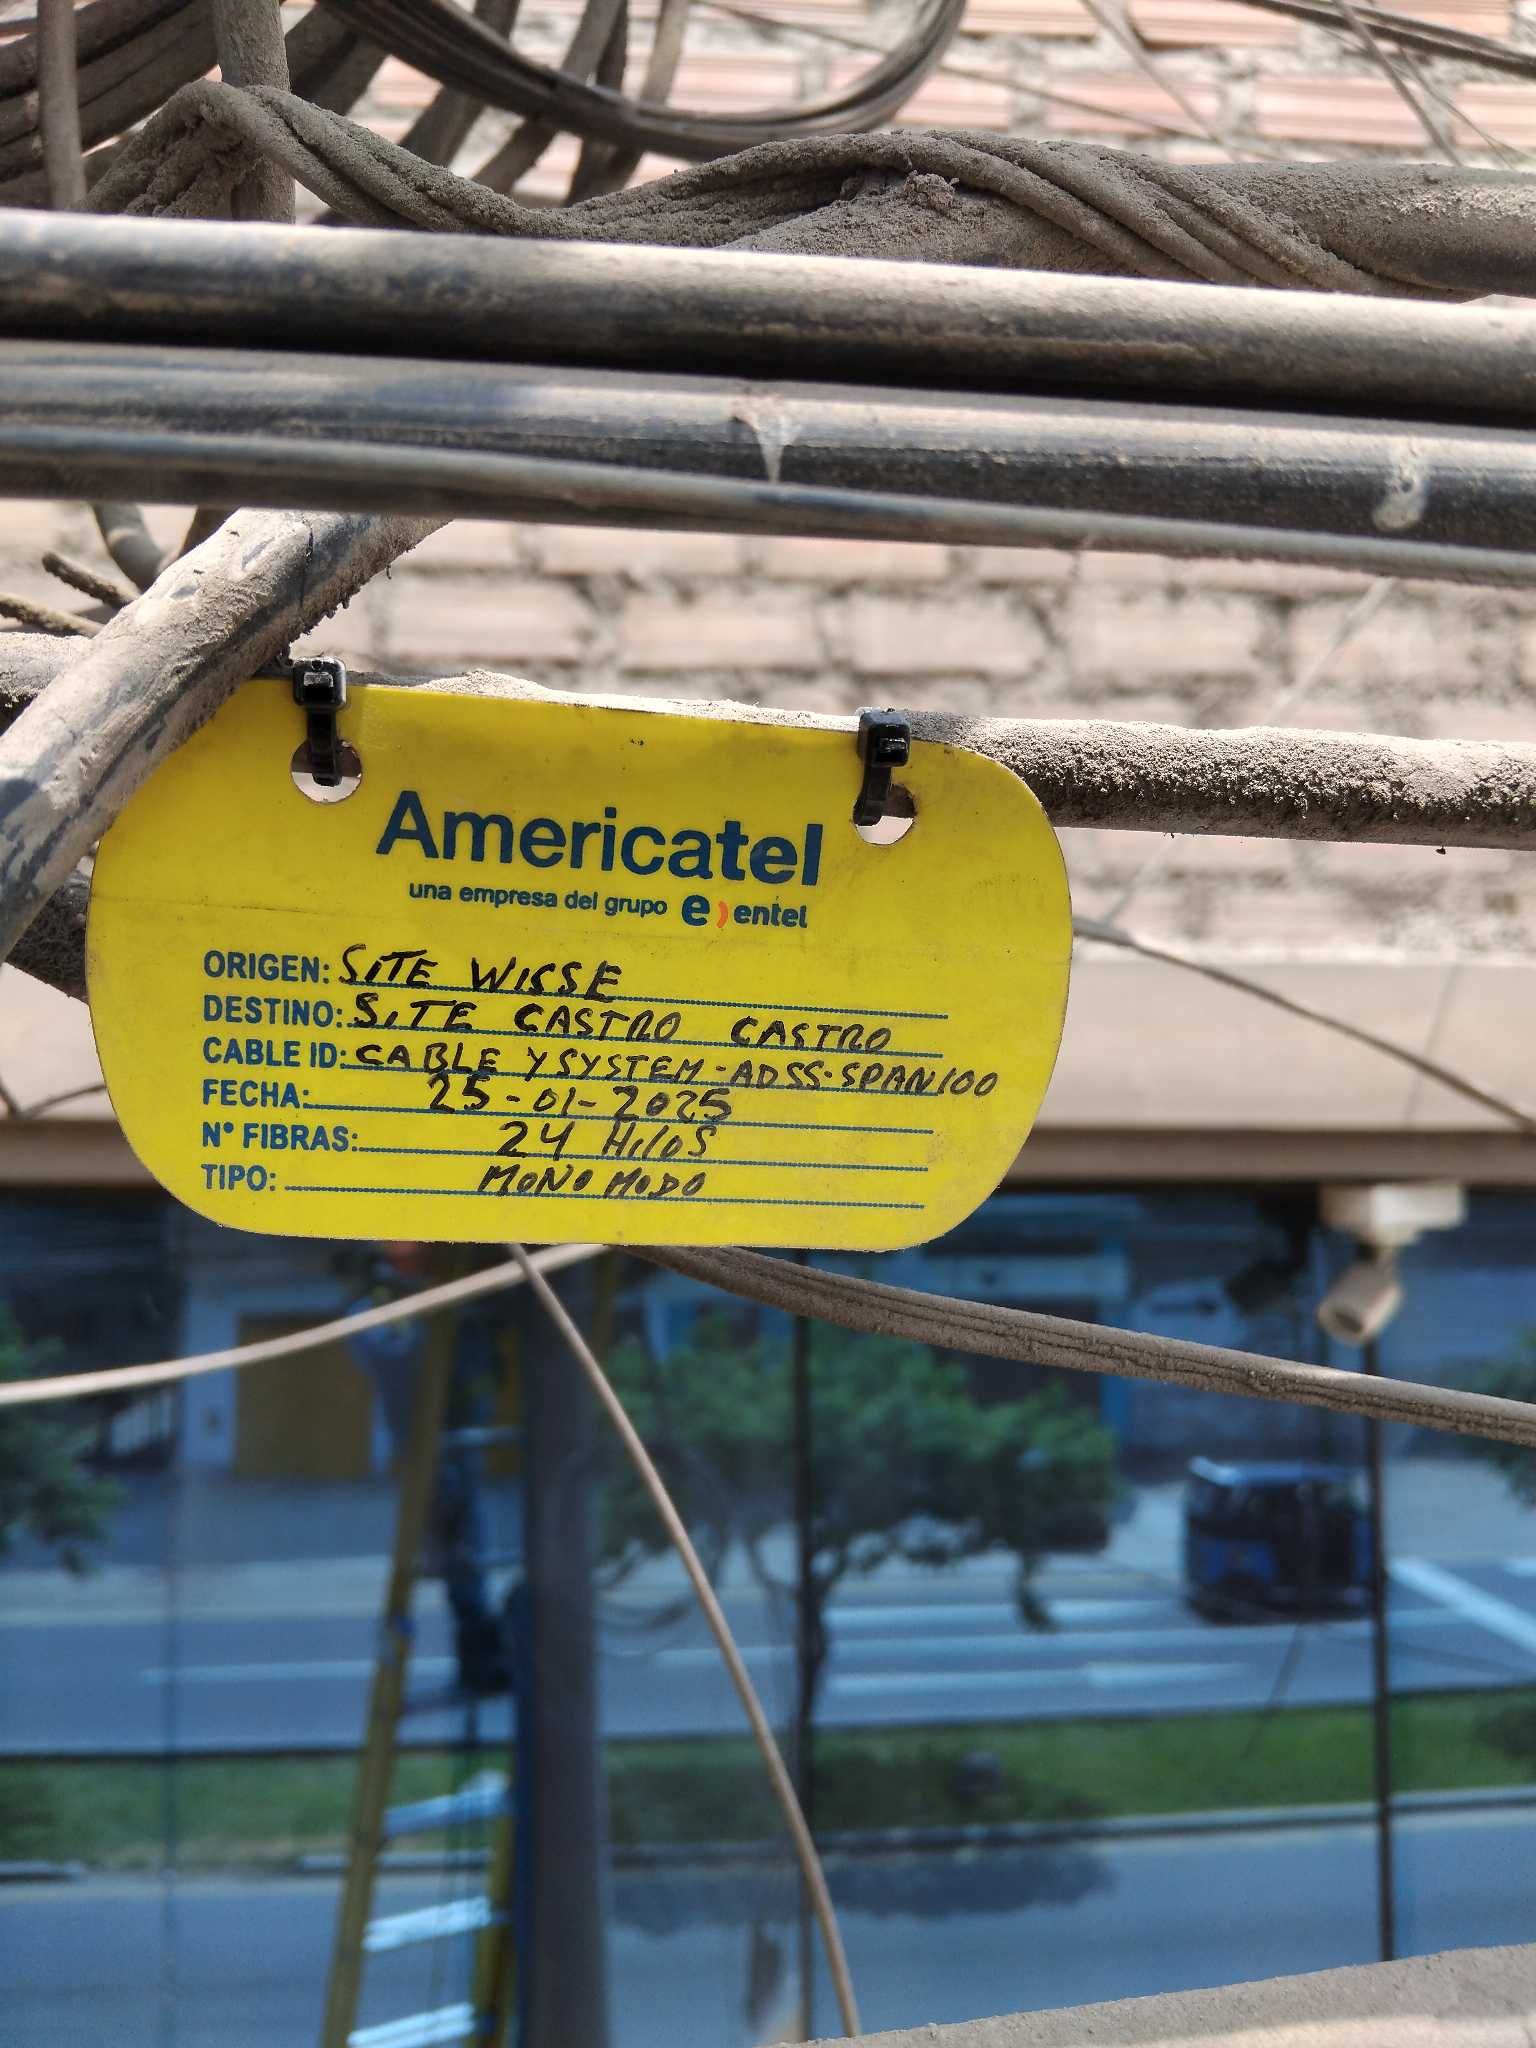 Americatel
una empresa del grupo e) entel
ORIGEN: SITE WISSE
DESTINO: SITE CASTRO CASTRO
CABLE ID: CABLE YSYSTEM-ADSS-SPAN100
FECHA: 25-01-2025
N° FIBRAS: 24 Hilos
TIPO: MONO MODO